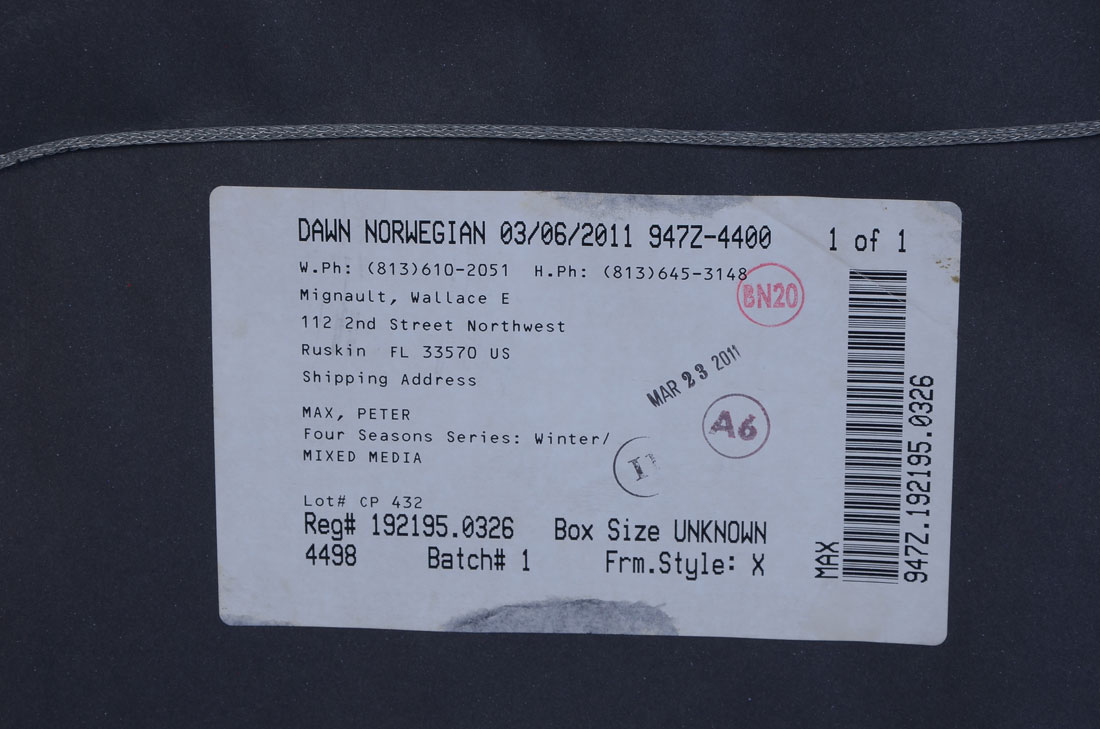 DAWN NORWEGIAN 03/06/2011 947Z-4400 1 of 1
W.Ph: (813)610-2051 H.Ph: (813)645-3148
BN20
Mignault, Wallace E
112 2nd Street Northwest
Ruskin FL 33570 US
Shipping Address
MAR 23 2011
A6
MAX, PETER
Four Seasons Series: Winter/
MIXED MEDIA
Lot# CP 432
Reg# 192195.0326 Box Size UNKNOWN
4498 Batch# 1 Frm.Style: X
MAX
947Z.192195.0326